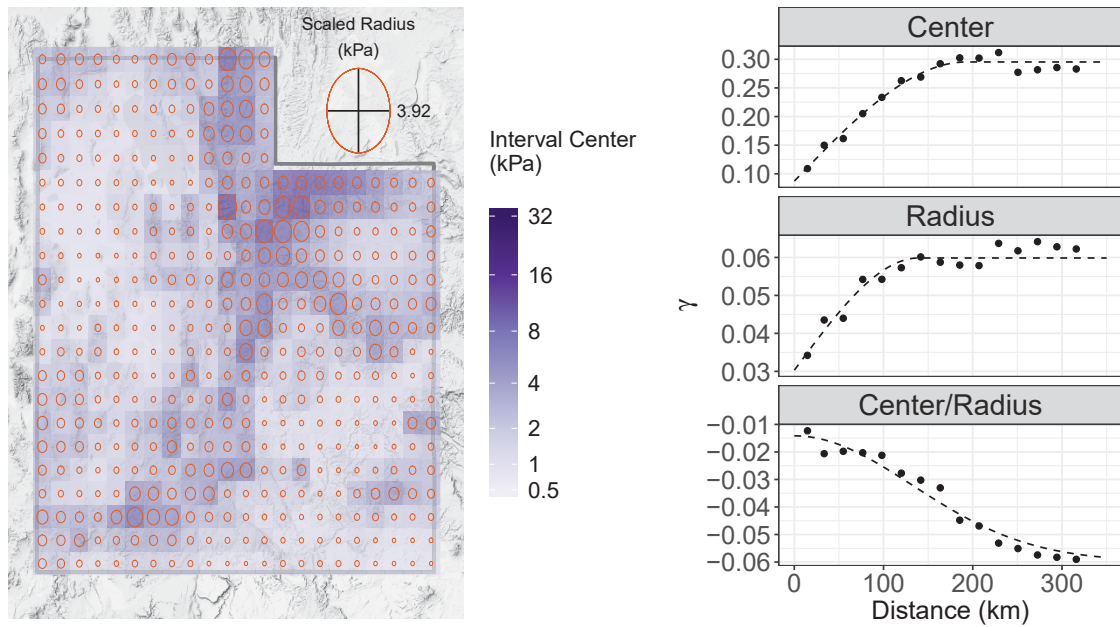 Scaled Radius
(kPa)
3.92
Interval Center
(kPa)
32
16
8
4
2
1
0.5
Center
0.30
0.25
0.20
0.15
0.10
Radius
0.06
0.05
0.04
0.03
γ
Center/Radius
−0.01
−0.02
−0.03
−0.04
−0.05
−0.06
0 100 200 300
Distance (km)